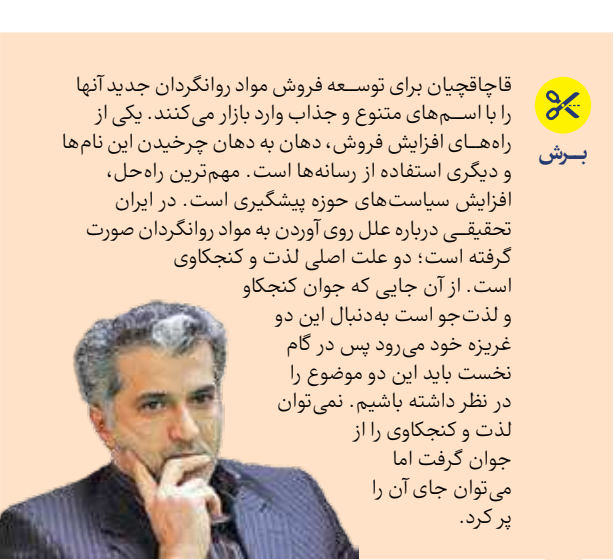 برش
قاچاقچیان برای توسعه فروش مواد روانگردان جدید آنها
را با اسم‌های متنوع و جذاب وارد بازار می‌کنند. یکی از
راه‌های افزایش فروش، دهان به دهان چرخیدن این نام‌ها
و دیگری استفاده از رسانه‌ها است. مهم‌ترین راه‌حل،
افزایش سیاست‌های حوزه پیشگیری است. در ایران
تحقیقی درباره علل روی آوردن به مواد روانگردان صورت
گرفته است؛ دو علت اصلی لذت و کنجکاوی
است. از آن جایی که جوان کنجکاو
و لذت‌جو است به‌دنبال این دو
غریزه خود می‌رود پس در گام
نخست باید این دو موضوع را
در نظر داشته باشیم. نمی‌توان
لذت و کنجکاوی را از
جوان گرفت اما
می‌توان جای آن را
پر کرد.